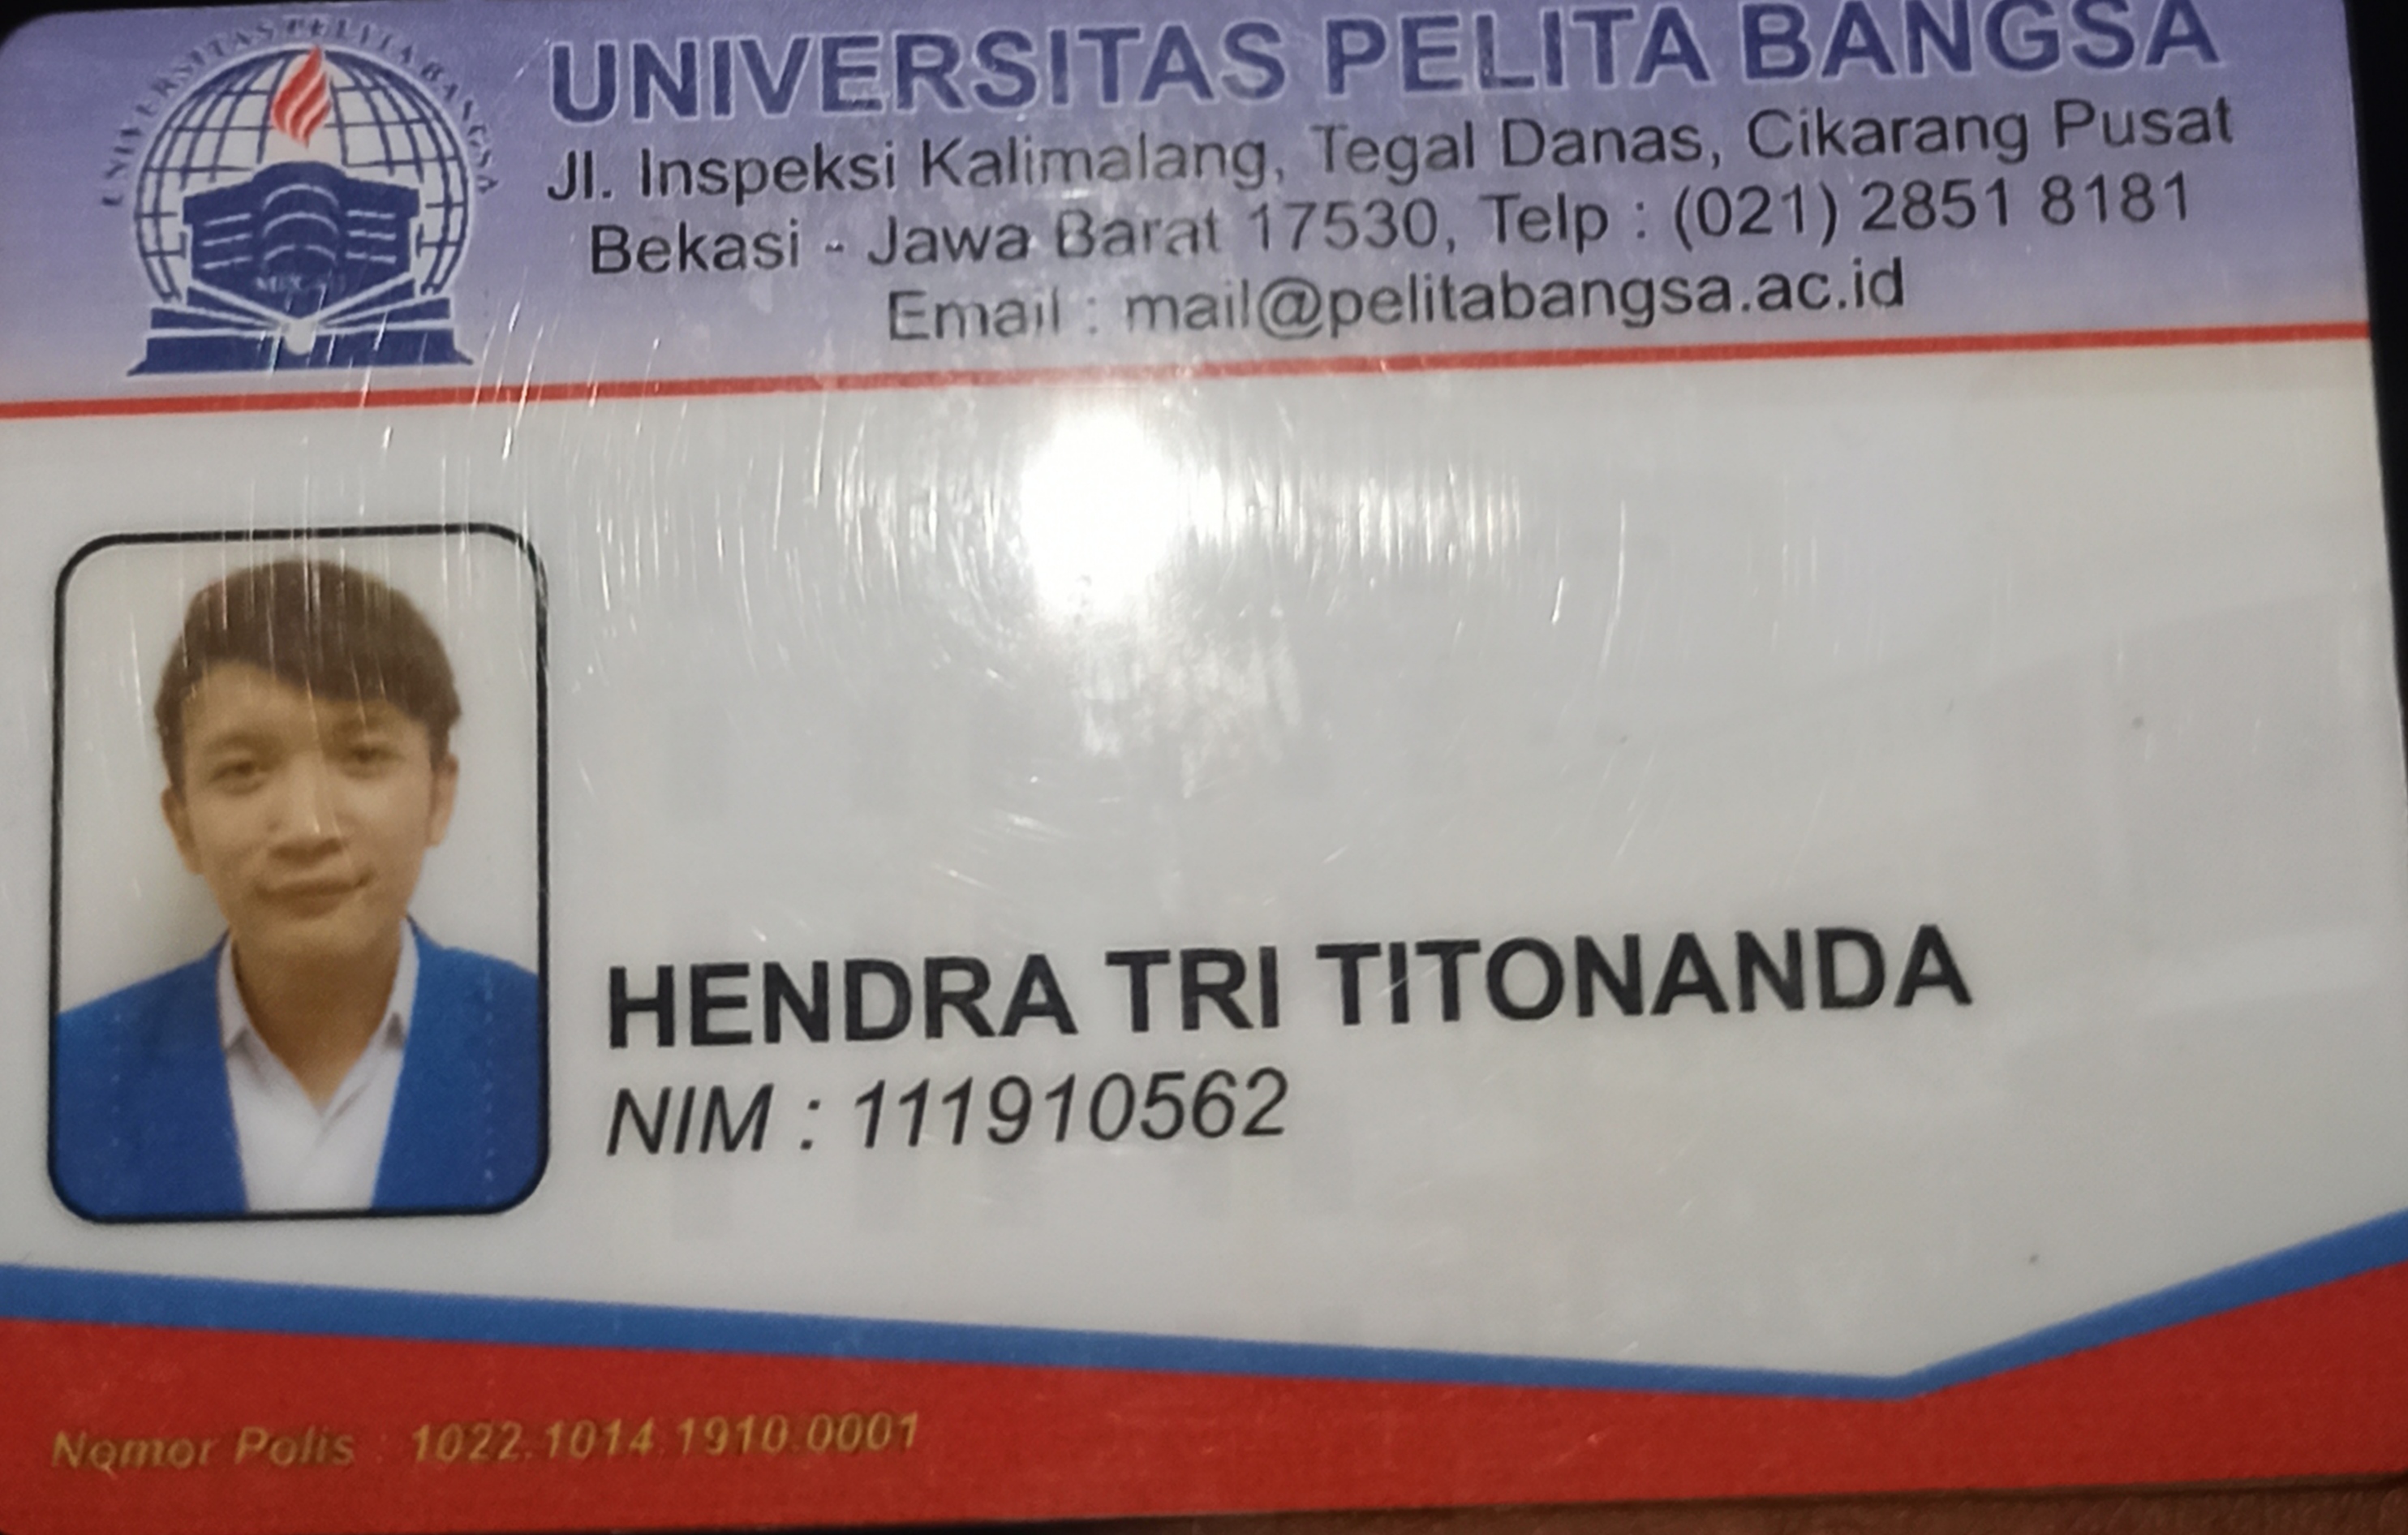 UNIVERSITAS PELITA BANGSA
UNIVERSITAS PELITA BANGSA
Jl. Inspeksi Kalimalang, Tegal Danas, Cikarang Pusat
Bekasi - Jawa Barat 17530, Telp : (021) 2851 8181
Email : mail@pelitabangsa.ac.id
HENDRA TRI TITONANDA
NIM : 111910562
Nomor Polis : 1022.1014.1910.0001